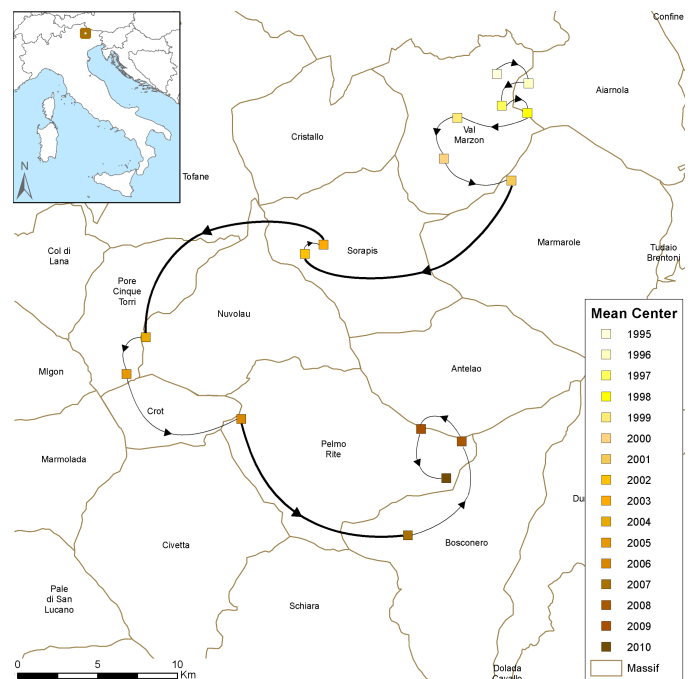 Confine
Aiarnola
Val
Marzon
Cristallo
N
Tofane
Col di
Lana
Sorapis
Marmarole
Tudaio
Brentoni
Pore
Cinque
Torri
Nuvolau
Mlgon
Antelao
Crot
Pelmo
Rite
Marmolada
Du
Civetta
Bosconero
Pale
di San
Lucano
Schiara
Dolada
Cavallo
0 5 10
Km
Mean Center
1995
1996
1997
1998
1999
2000
2001
2002
2003
2004
2005
2006
2007
2008
2009
2010
Massif